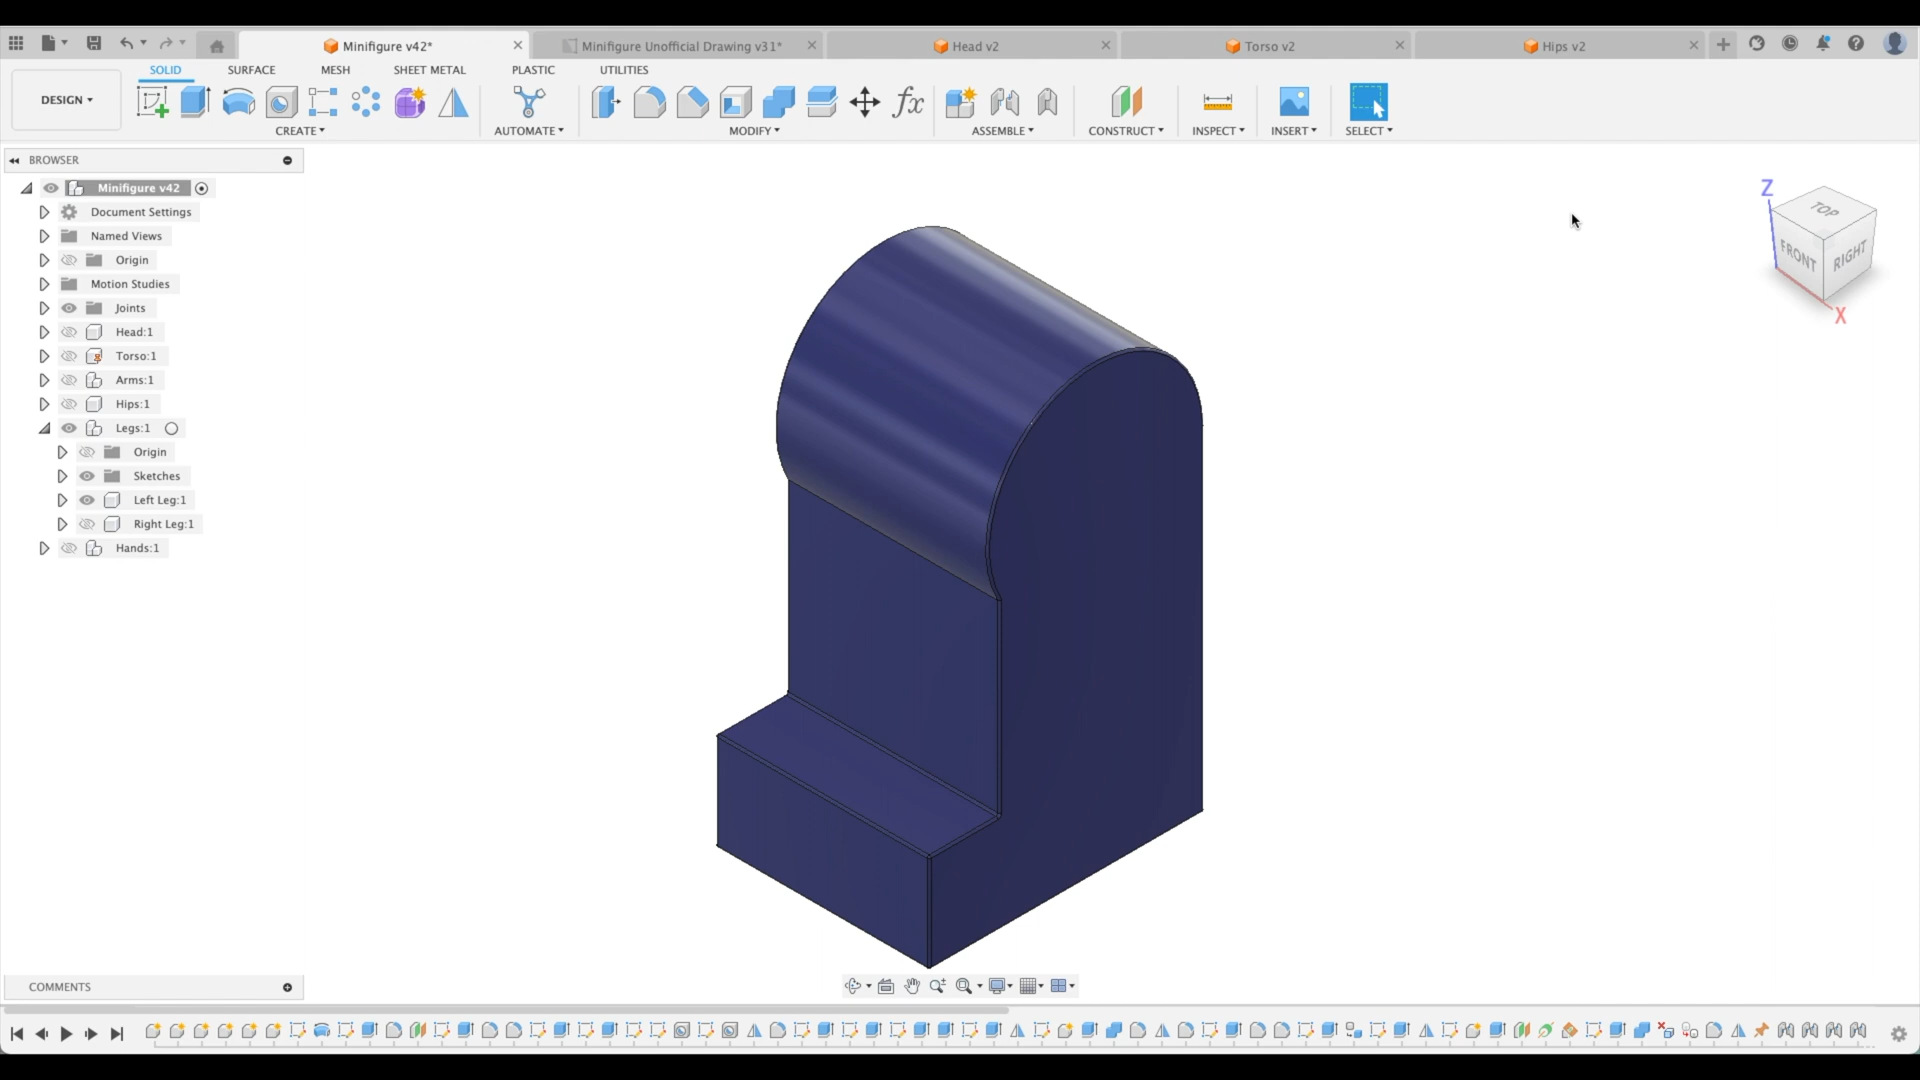 Minifigure v42*
Minifigure Unofficial Drawing v31*
Head v2
Torso v2
Hips v2
SOLID
SURFACE
MESH
SHEET METAL
PLASTIC
UTILITIES
DESIGN
CREATE
AUTOMATE
fx
MODIFY
ASSEMBLE
CONSTRUCT
INSPECT
INSERT
SELECT
BROWSER
Minifigure v42
Document Settings
Named Views
Origin
Motion Studies
Joints
Head:1
Torso:1
Arms:1
Hips:1
Legs:1
Origin
Sketches
Left Leg:1
Right Leg:1
Hands:1
Z
TOP
FRONT
RIGHT
X
COMMENTS